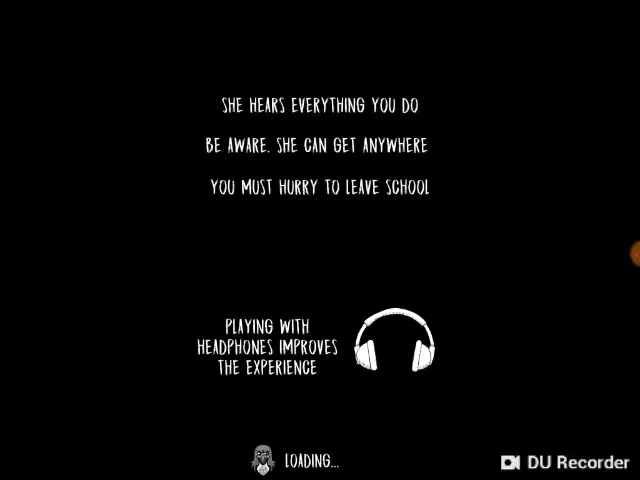 SHE HEARS EVERYTHING YOU DO
BE AWARE. SHE CAN GET ANYWHERE
YOU MUST HURRY TO LEAVE SCHOOL
PLAYING WITH
HEADPHONES IMPROVES
THE EXPERIENCE
LOADING...
DU Recorder